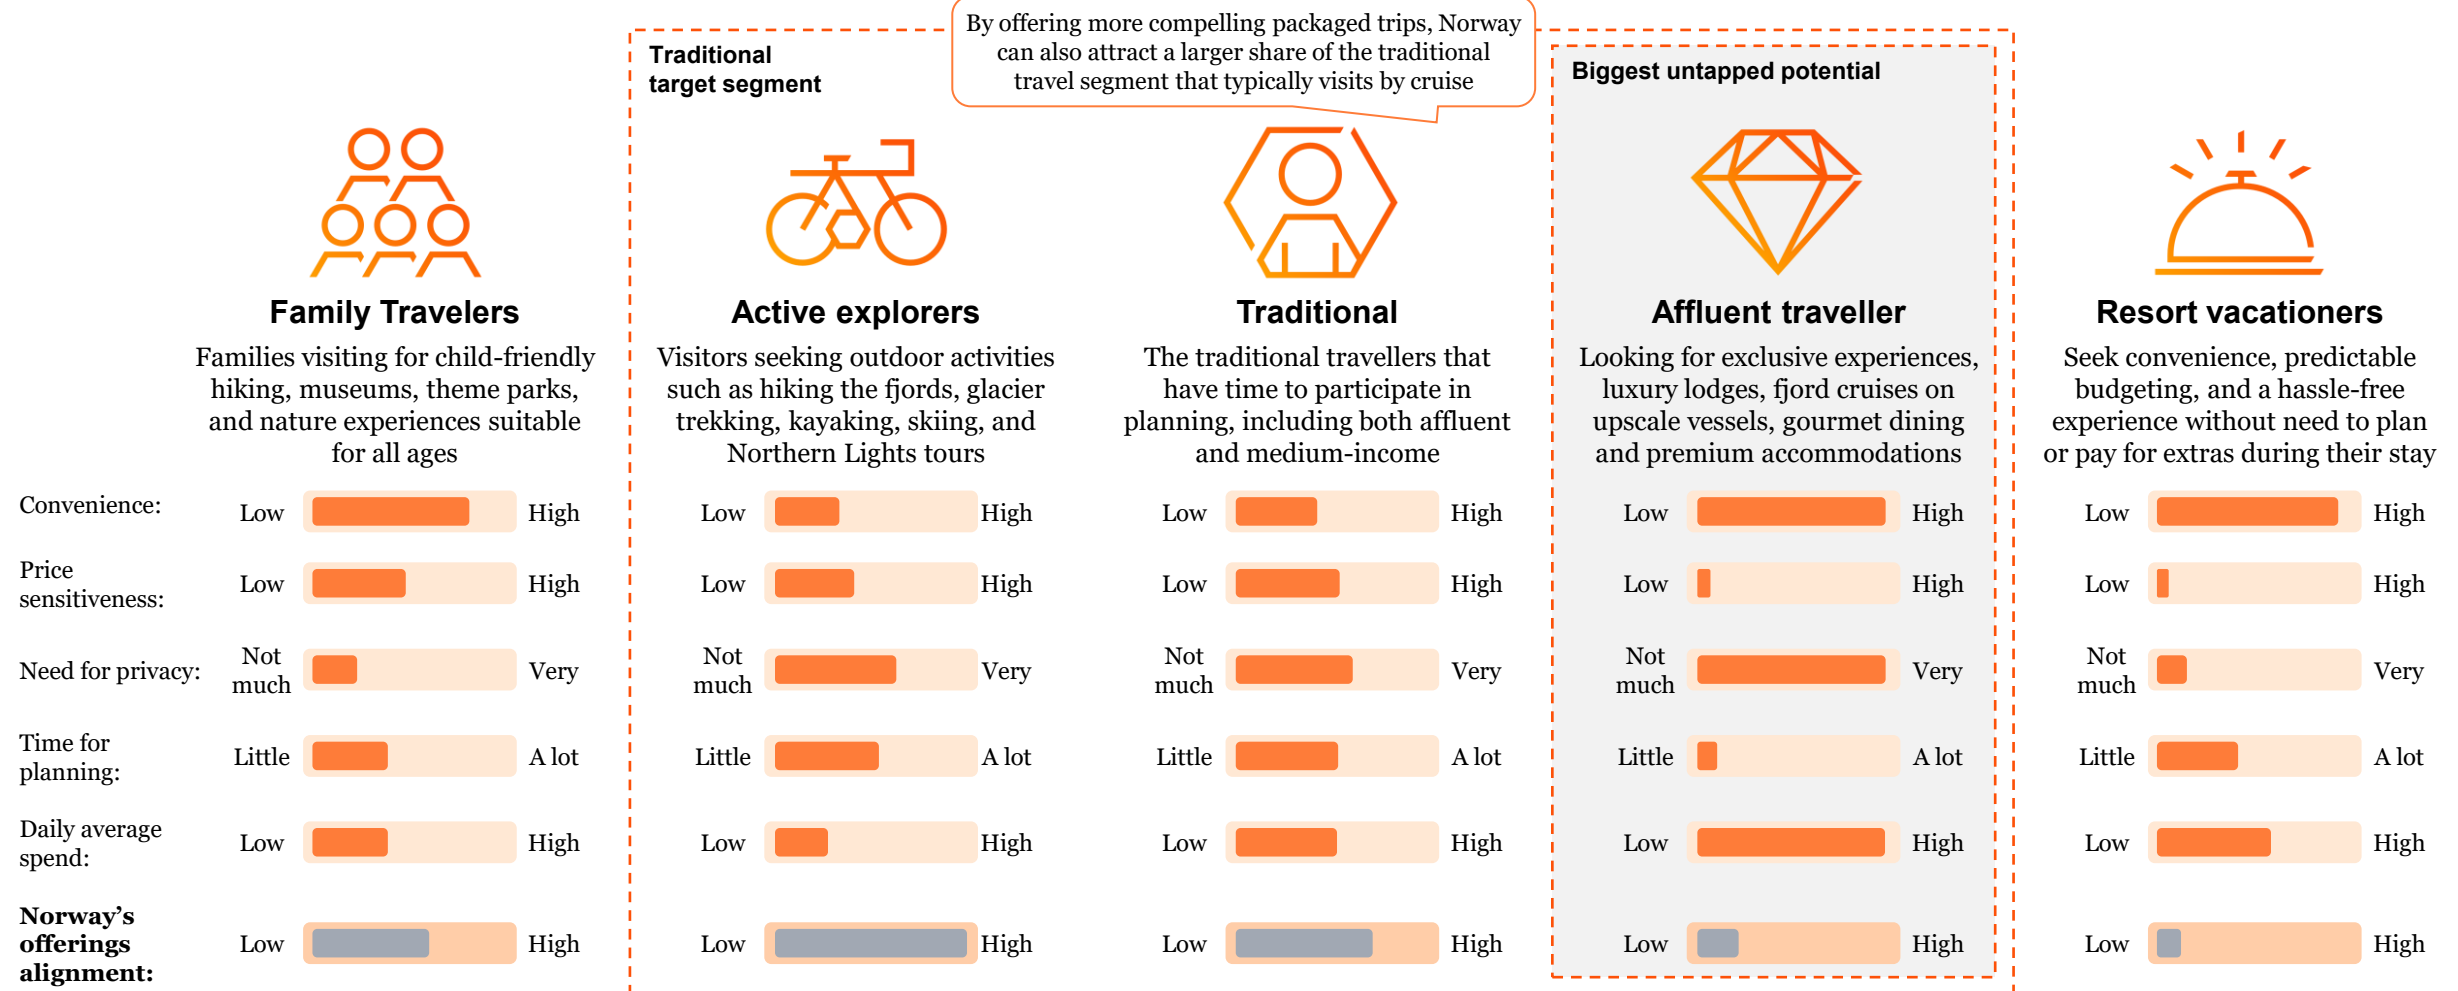 By offering more compelling packaged trips, Norway
can also attract a larger share of the traditional
travel segment that typically visits by cruise
Traditional
target segment
Biggest untapped potential
Family Travelers
Families visiting for child-friendly
hiking, museums, theme parks,
and nature experiences suitable
for all ages
Active explorers
Visitors seeking outdoor activities
such as hiking the fjords, glacier
trekking, kayaking, skiing, and
Northern Lights tours
Traditional
The traditional travellers that
have time to participate in
planning, including both affluent
and medium-income
Affluent traveller
Looking for exclusive experiences,
luxury lodges, fjord cruises on
upscale vessels, gourmet dining
and premium accommodations
Resort vacationers
Seek convenience, predictable
budgeting, and a hassle-free
experience without need to plan
or pay for extras during their stay
Convenience:
Low High Low High Low High Low High Low High
Price
sensitiveness:
Low High Low High Low High Low High Low High
Need for privacy:
Not
much Very Not
much Very Not
much Very Not
much Very Not
much Very
Time for
planning:
Little A lot Little A lot Little A lot Little A lot Little A lot
Daily average
spend:
Low High Low High Low High Low High Low High
Norway's
offerings
alignment:
Low High Low High Low High Low High Low High